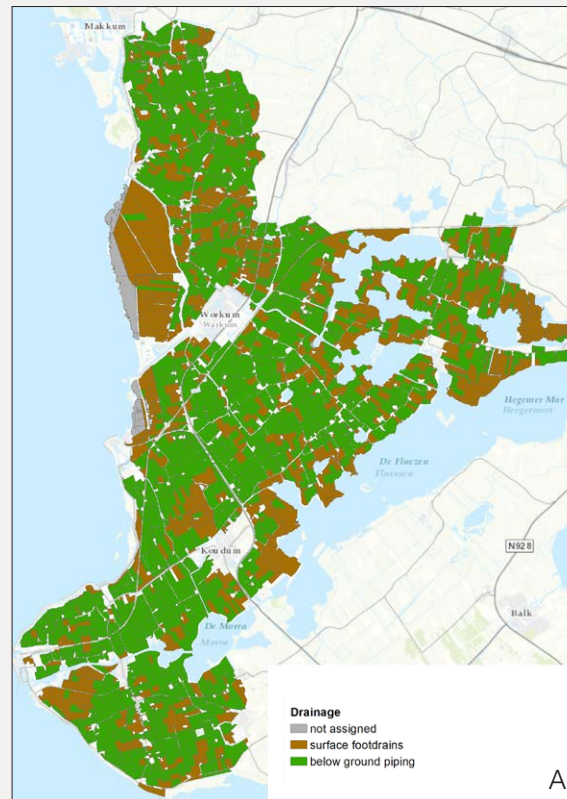 Makkum
Workum
Warkum
Hegemer Mar
Heegermeer
De Fluezen
Fluessen
Koudum
N928
Balk
De Morra
Morra
Drainage
not assigned
surface footdrains
below ground piping
A